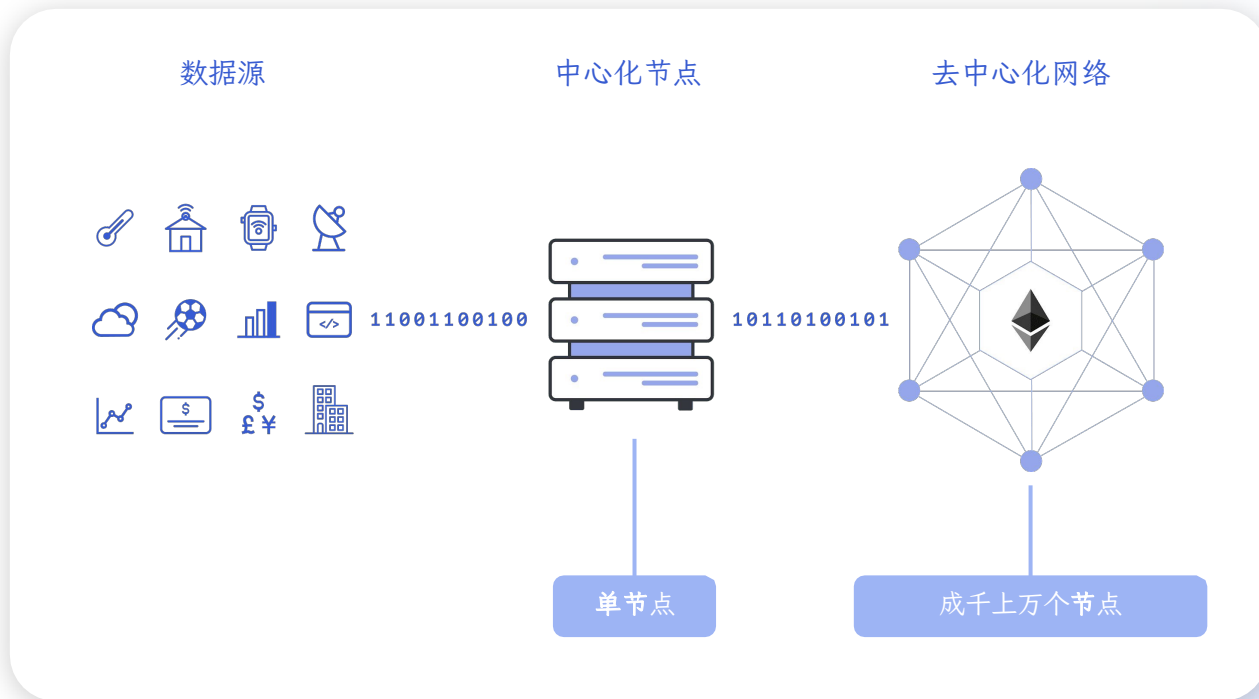 数据源
中心化节点
去中心化网络
</>
11001100100
10110100101
$
$
£ ¥
单节点
成千上万个节点